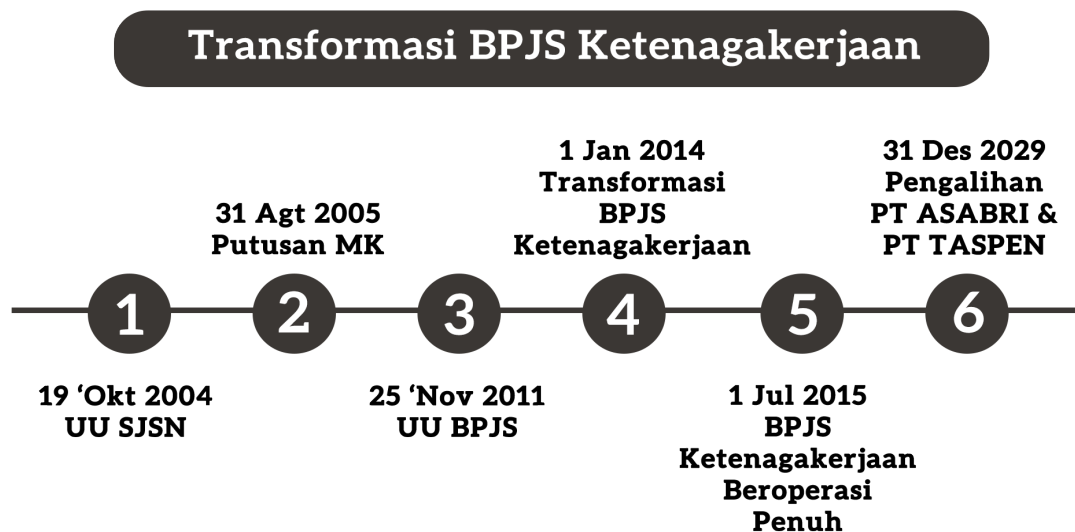 Transformasi BPJS Ketenagakerjaan
1
19 ‘Okt 2004
UU SJSN
2
31 Agt 2005
Putusan MK
3
25 ‘Nov 2011
UU BPJS
4
1 Jan 2014
Transformasi
BPJS
Ketenagakerjaan
5
1 Jul 2015
BPJS
Ketenagakerjaan
Beroperasi
Penuh
6
31 Des 2029
Pengalihan
PT ASABRI &
PT TASPEN